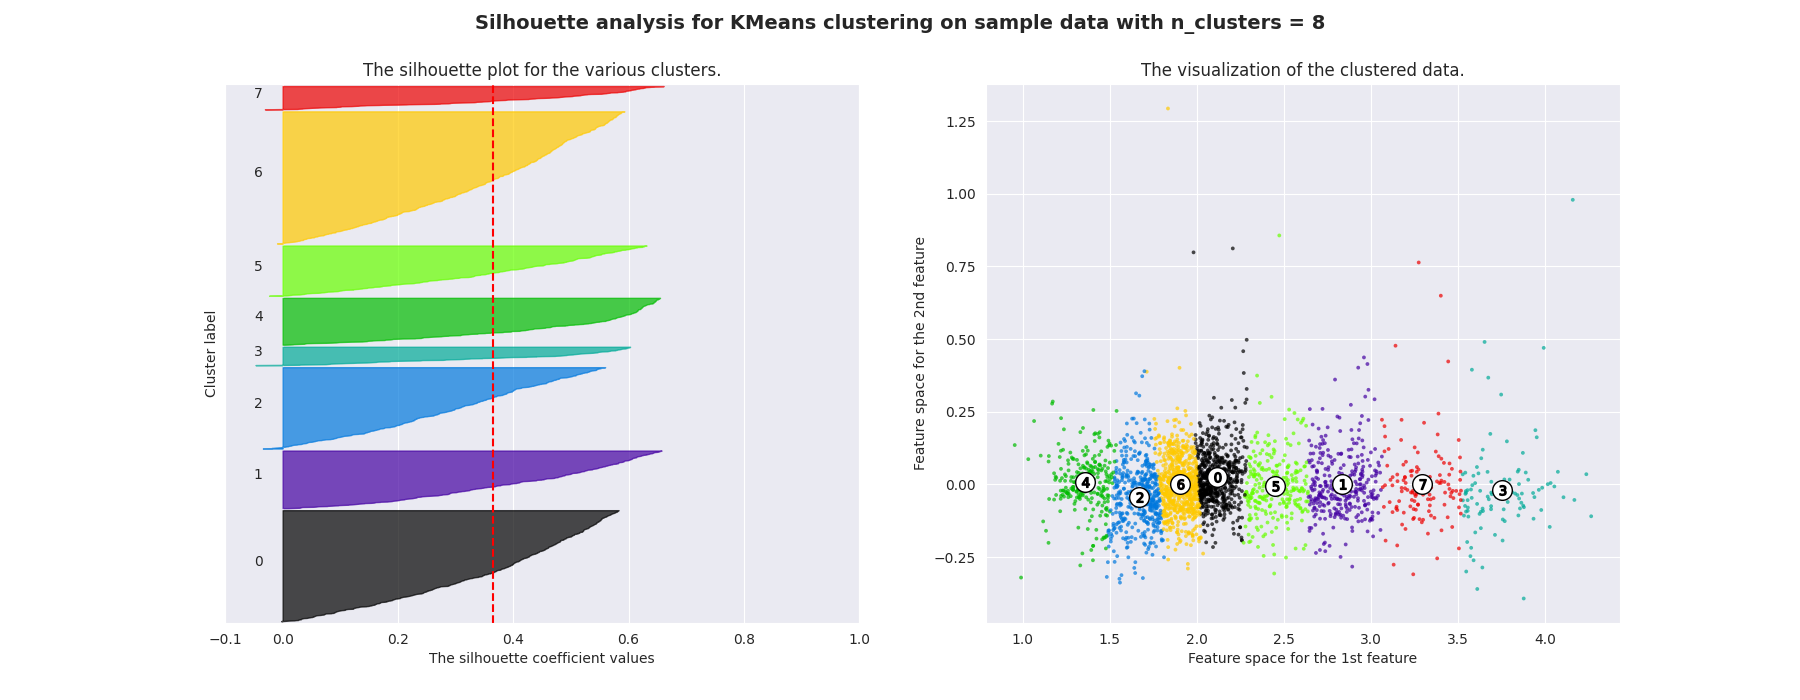 Silhouette analysis for KMeans clustering on sample data with n_clusters = 8
The silhouette plot for the various clusters.
7
6
5
4
3
2
1
0
Cluster label
−0.1 0.0 0.2 0.4 0.6 0.8 1.0
The silhouette coefficient values
The visualization of the clustered data.
1.25
1.00
0.75
0.50
0.25
0.00
−0.25
Feature space for the 2nd feature
4 2 6 0 5 1 7 3
1.0 1.5 2.0 2.5 3.0 3.5 4.0
Feature space for the 1st feature